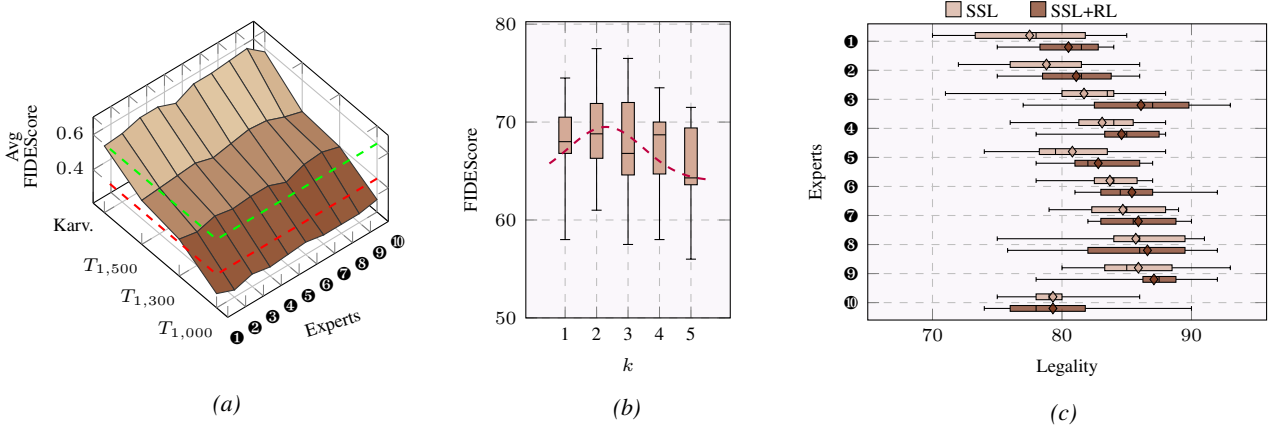 Avg
FIDEScore
0.6
0.4
Karv.
T1,500
T1,300
T1,000
❶ ❷ ❸ ❹ ❺ ❻ ❼ ❽ ❾ ❿
Experts
(a)
80
70
60
50
FIDEScore
1 2 3 4 5
k
(b)
SSL SSL+RL
❶
❷
❸
❹
❺
❻
❼
❽
❾
❿
Experts
70 80 90
Legality
(c)